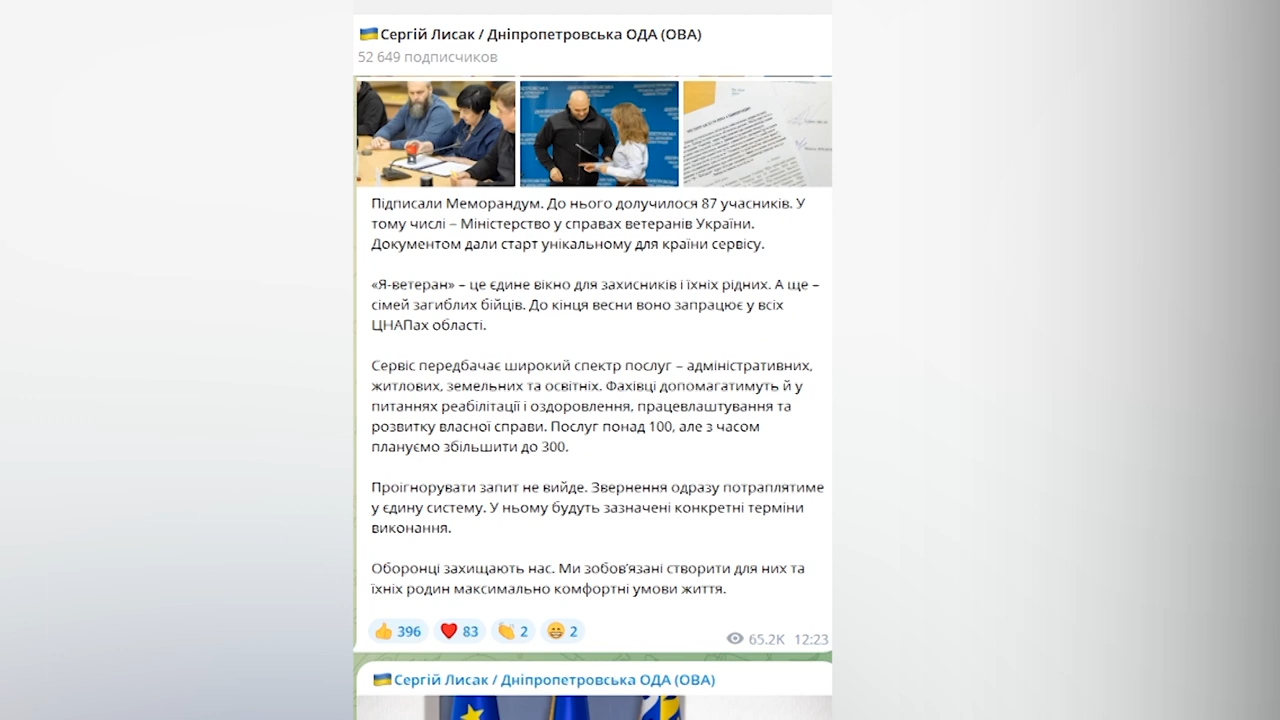 Сергій Лисак / Дніпропетровська ОДА (ОВА)
52 649 подписчиков
Підписали Меморандум. До нього долучилося 87 учасників. У
тому числі – Міністерство у справах ветеранів України.
Документом дали старт унікальному для країни сервісу.
«Я-ветеран» – це єдине вікно для захисників і їхніх рідних. А ще –
сімей загиблих бійців. До кінця весни воно запрацює у всіх
ЦНАПах області.
Сервіс передбачає широкий спектр послуг – адміністративних,
житлових, земельних та освітніх. Фахівці допомагатимуть й у
питаннях реабілітації і оздоровлення, працевлаштування та
розвитку власної справи. Послуг понад 100, але з часом
плануємо збільшити до 300.
Проігнорувати запит не вийде. Звернення одразу потраплятиме
у єдину систему. У ньому будуть зазначені конкретні терміни
виконання.
Оборонці захищають нас. Ми зобов'язані створити для них та
їхніх родин максимально комфортні умови життя.
396 83 2 2
65.2K 12:23
Сергій Лисак / Дніпропетровська ОДА (ОВА)